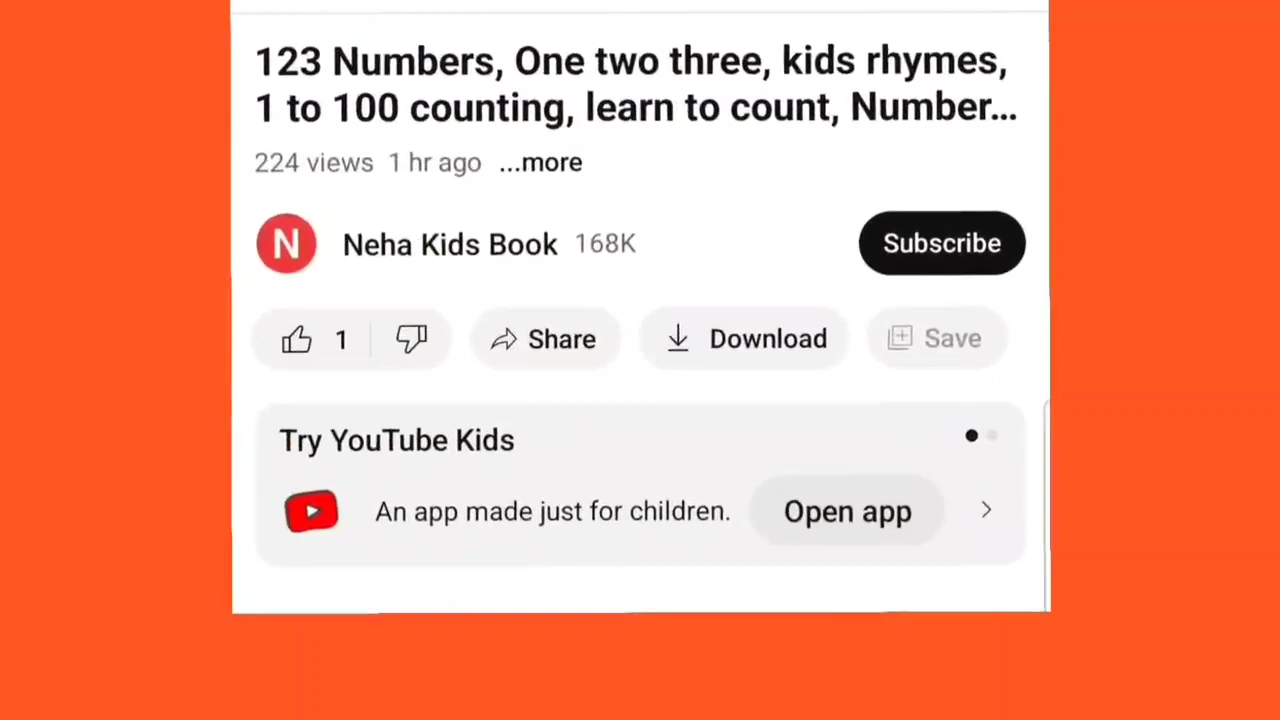 123 Numbers, One two three, kids rhymes,
1 to 100 counting, learn to count, Number...
224 views 1 hr ago ...more
N Neha Kids Book 168K Subscribe
1 Share Download Save
Try YouTube Kids
An app made just for children. Open app